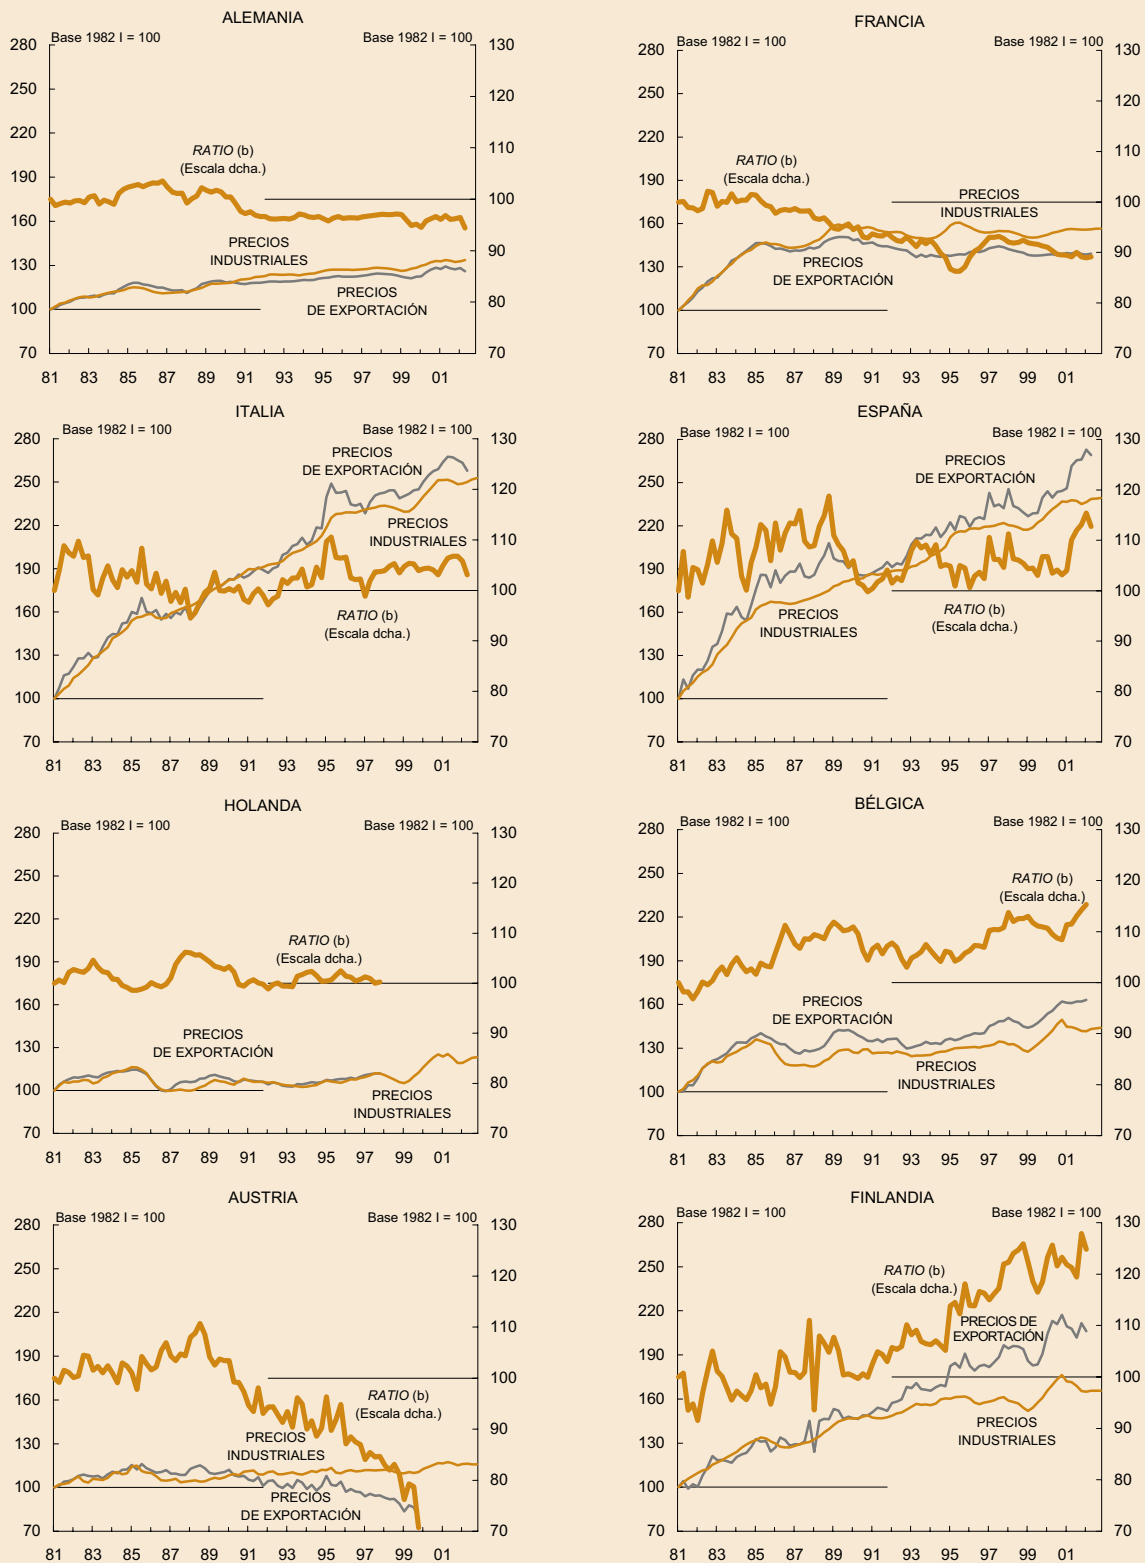 ALEMANIA
Base 1982 I = 100 Base 1982 I = 100
280 130
250 120
220 110
RATIO (b)
(Escala dcha.)
190 100
160 90
PRECIOS
INDUSTRIALES
130
PRECIOS
DE EXPORTACIÓN
100 80
70 70
81 83 85 87 89 91 93 95 97 99 01
FRANCIA
Base 1982 I = 100 Base 1982 I = 100
280 130
250 120
220 110
RATIO (b)
(Escala dcha.)
190 100
PRECIOS
INDUSTRIALES
160 90
PRECIOS
DE EXPORTACIÓN
130
100 80
70 70
81 83 85 87 89 91 93 95 97 99 01
ITALIA
Base 1982 I = 100 Base 1982 I = 100
280 130
PRECIOS
DE EXPORTACIÓN
250 120
220 110
PRECIOS
INDUSTRIALES
190 100
RATIO (b)
(Escala dcha.)
160 90
130
100 80
70 70
81 83 85 87 89 91 93 95 97 99 01
ESPAÑA
Base 1982 I = 100 Base 1982 I = 100
280 130
PRECIOS
DE EXPORTACIÓN
250 120
220 110
190 100
PRECIOS
INDUSTRIALES
RATIO (b)
(Escala dcha.)
160 90
130
100 80
70 70
81 83 85 87 89 91 93 95 97 99 01
HOLANDA
Base 1982 I = 100 Base 1982 I = 100
280 130
250 120
220 110
RATIO (b)
(Escala dcha.)
190 100
160 90
PRECIOS
DE EXPORTACIÓN
130
100 80
PRECIOS
INDUSTRIALES
70 70
81 83 85 87 89 91 93 95 97 99 01
BÉLGICA
Base 1982 I = 100 Base 1982 I = 100
280 130
RATIO (b)
(Escala dcha.)
250 120
220 110
190 100
PRECIOS
DE EXPORTACIÓN
160 90
130
PRECIOS
INDUSTRIALES
100 80
70 70
81 83 85 87 89 91 93 95 97 99 01
AUSTRIA
Base 1982 I = 100 Base 1982 I = 100
280 130
250 120
220 110
190 100
RATIO (b)
(Escala dcha.)
160 90
PRECIOS
INDUSTRIALES
130
100 80
PRECIOS
DE EXPORTACIÓN
70 70
81 83 85 87 89 91 93 95 97 99 01
FINLANDIA
Base 1982 I = 100 Base 1982 I = 100
280 130
RATIO (b)
(Escala dcha.)
250 120
220 110
PRECIOS DE
EXPORTACIÓN
190 100
160 90
PRECIOS
INDUSTRIALES
130
100 80
70 70
81 83 85 87 89 91 93 95 97 99 01